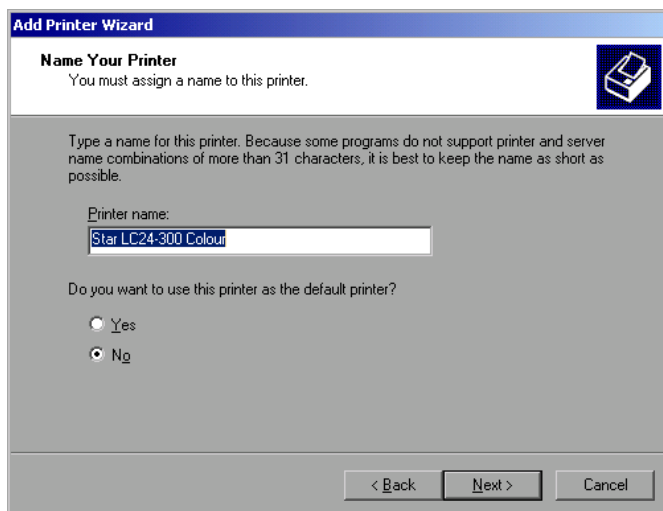 Add Printer Wizard
Name Your Printer
You must assign a name to this printer.
Type a name for this printer. Because some programs do not support printer and server
name combinations of more than 31 characters, it is best to keep the name as short as
possible.
Printer name:
Star LC24-300 Colour
Do you want to use this printer as the default printer?
Yes
No
< Back Next > Cancel